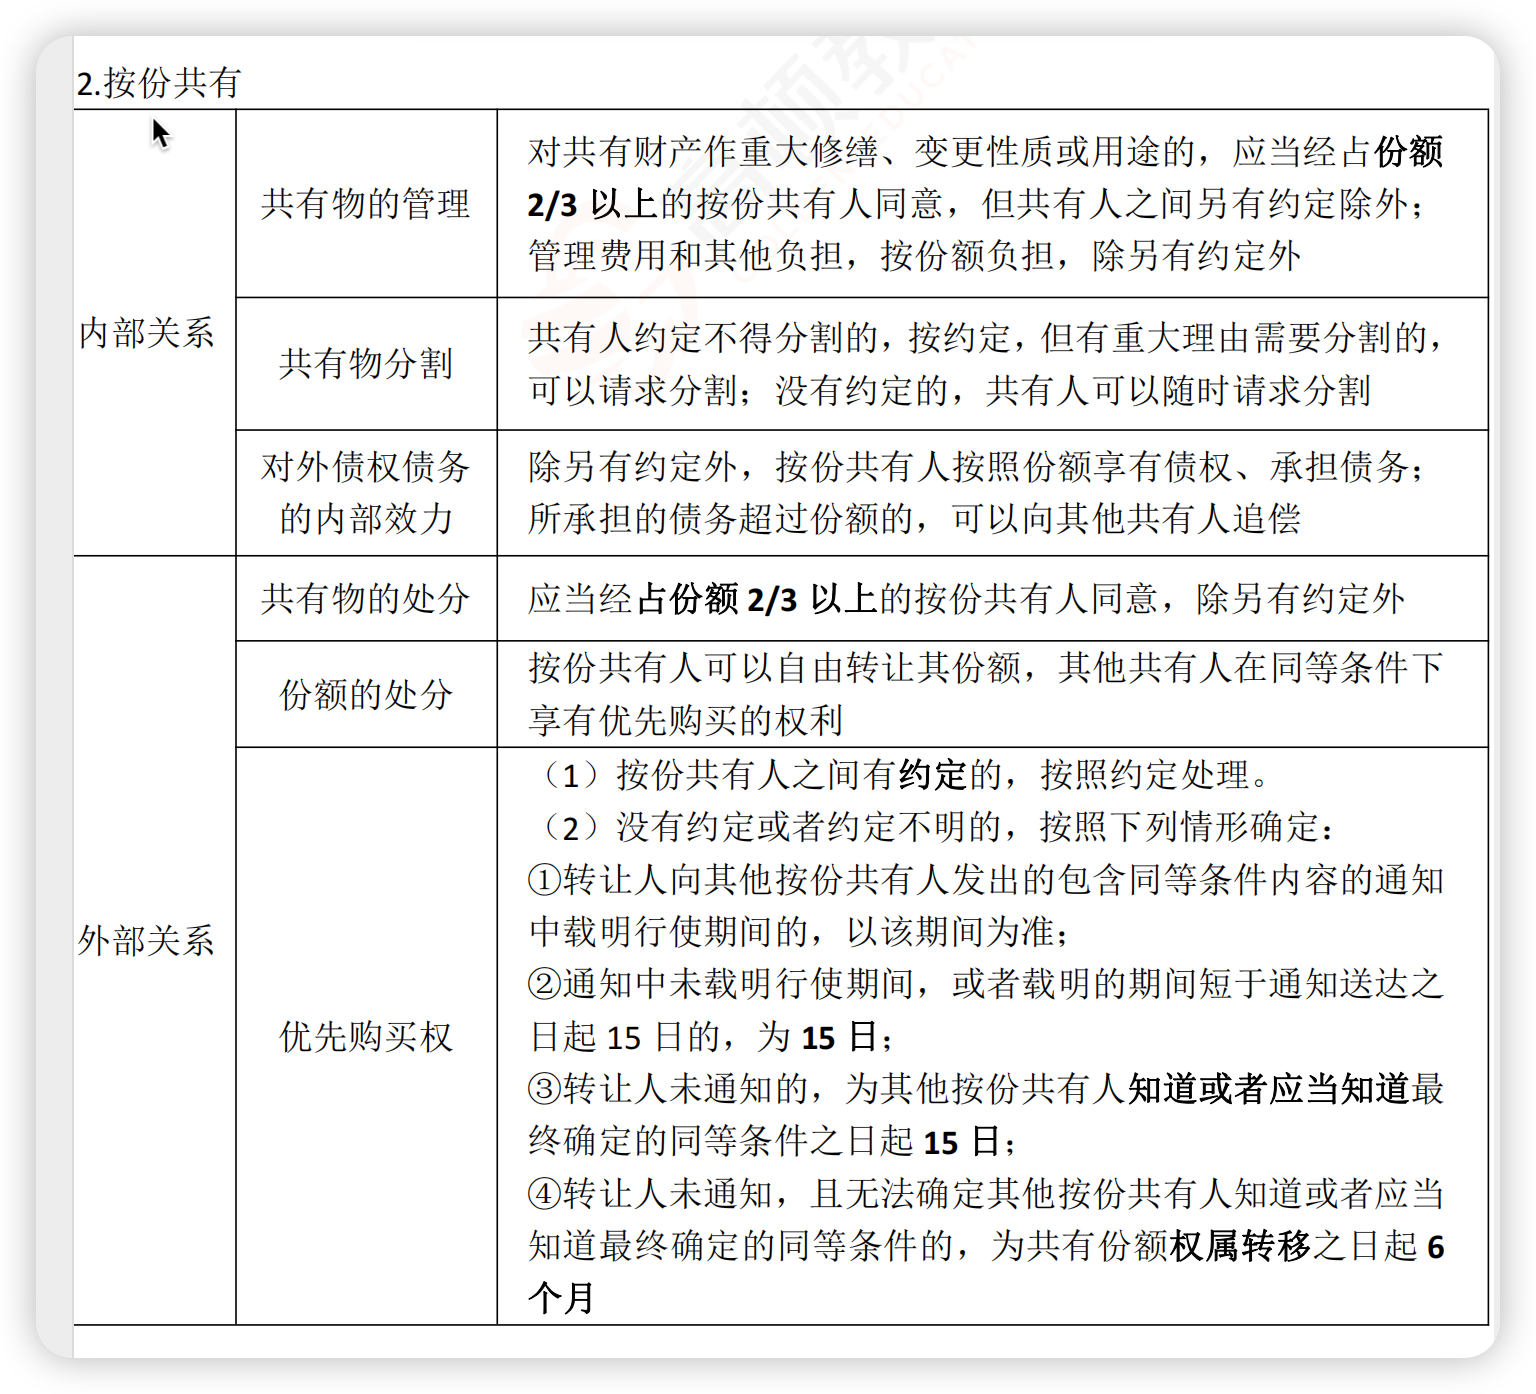 2.按份共有
内部关系
共有物的管理
对共有财产作重大修缮、变更性质或用途的，应当经占份额
2/3 以上的按份共有人同意，但共有人之间另有约定除外；
管理费用和其他负担，按份额负担，除另有约定外
共有物分割
共有人约定不得分割的，按约定，但有重大理由需要分割的，
可以请求分割；没有约定的，共有人可以随时请求分割
对外债权债务
的内部效力
除另有约定外，按份共有人按照份额享有债权、承担债务；
所承担的债务超过份额的，可以向其他共有人追偿
外部关系
共有物的处分
应当经占份额 2/3 以上的按份共有人同意，除另有约定外
份额的处分
按份共有人可以自由转让其份额，其他共有人在同等条件下
享有优先购买的权利
优先购买权
（1）按份共有人之间有约定的，按照约定处理。
（2）没有约定或者约定不明的，按照下列情形确定：
①转让人向其他按份共有人发出的包含同等条件内容的通知
中载明行使期间的，以该期间为准；
②通知中未载明行使期间，或者载明的期间短于通知送达之
日起 15 日的，为 15 日；
③转让人未通知的，为其他按份共有人知道或者应当知道最
终确定的同等条件之日起 15 日；
④转让人未通知，且无法确定其他按份共有人知道或者应当
知道最终确定的同等条件的，为共有份额权属转移之日起 6
个月